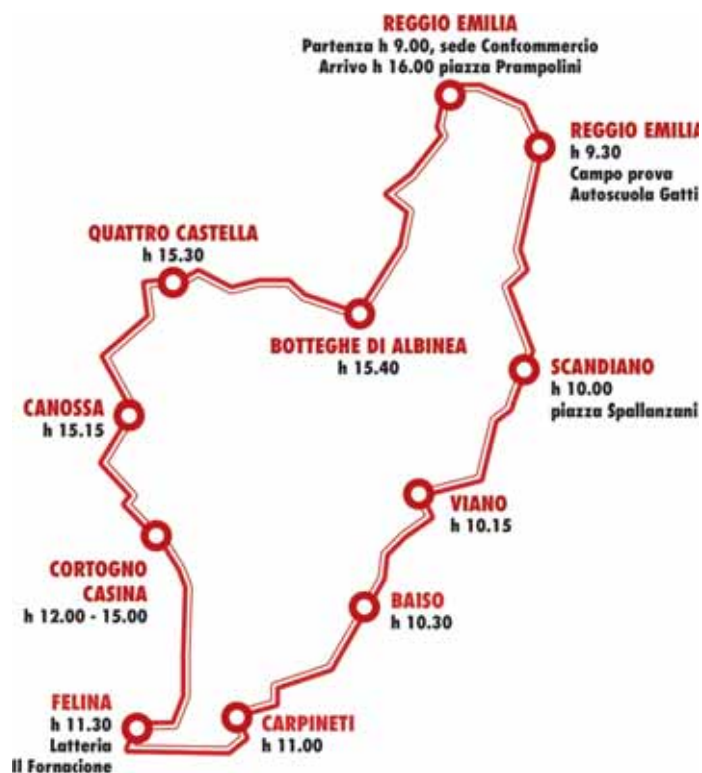 REGGIO EMILIA
Partenza h 9.00, sede Confcommercio
Arrivo h 16.00 piazza Prampolini
REGGIO EMILIA
h 9.30
Campo prova
Autoscuola Gatti
QUATTRO CASTELLA
h 15.30
BOTTEGHE DI ALBINEA
h 15.40
SCANDIANO
h 10.00
piazza Spallanzani
CANOSSA
h 15.15
VIANO
h 10.15
CORTOGNO
CASINA
h 12.00 - 15.00
BAISO
h 10.30
FELINA
h 11.30
Latteria
Il Fornacione
CARPINETI
h 11.00